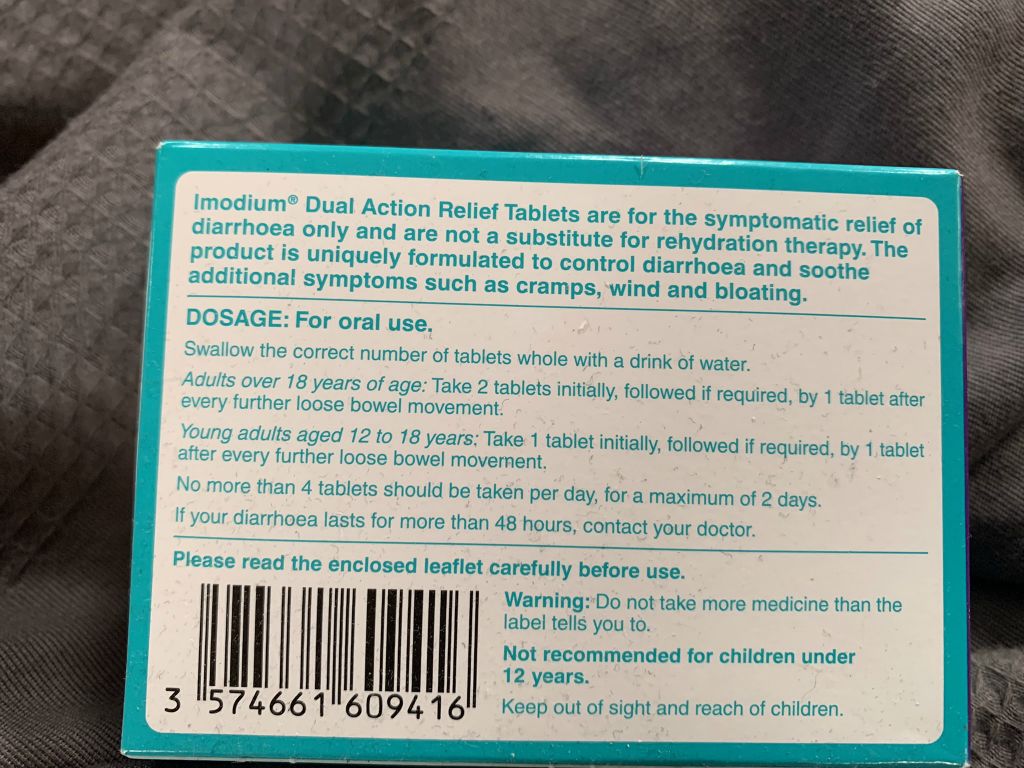 Imodium® Dual Action Relief Tablets are for the symptomatic relief of
diarrhoea only and are not a substitute for rehydration therapy. The
product is uniquely formulated to control diarrhoea and soothe
additional symptoms such as cramps, wind and bloating.
DOSAGE: For oral use.
Swallow the correct number of tablets whole with a drink of water.
Adults over 18 years of age: Take 2 tablets initially, followed if required, by 1 tablet after
every further loose bowel movement.
Young adults aged 12 to 18 years: Take 1 tablet initially, followed if required, by 1 tablet
after every further loose bowel movement.
No more than 4 tablets should be taken per day, for a maximum of 2 days.
If your diarrhoea lasts for more than 48 hours, contact your doctor.
Please read the enclosed leaflet carefully before use.
Warning: Do not take more medicine than the
label tells you to.
Not recommended for children under
12 years.
Keep out of sight and reach of children.
3 574661 609416